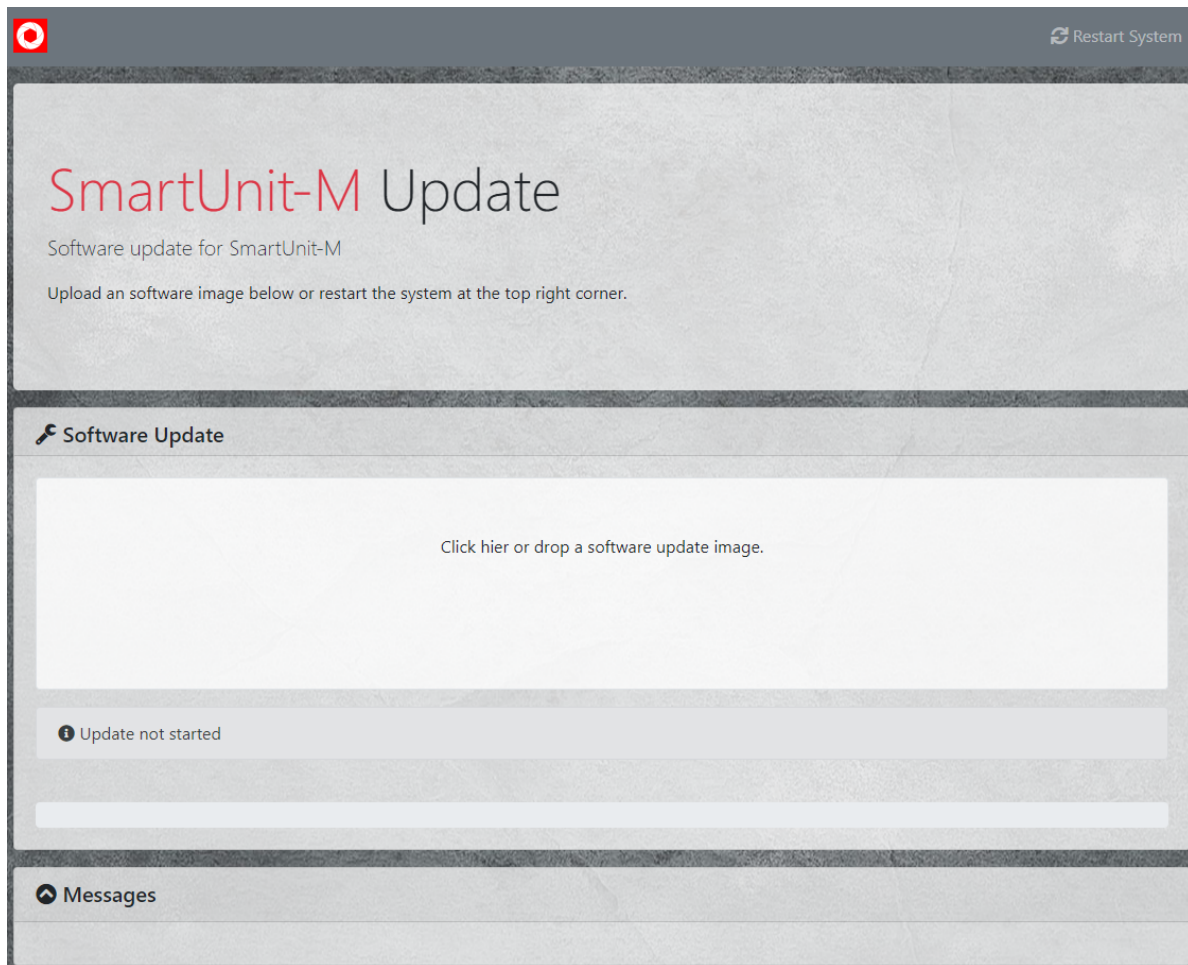 Restart System
SmartUnit-M Update
Software update for SmartUnit-M
Upload an software image below or restart the system at the top right corner.
Software Update
Click hier or drop a software update image.
Update not started
Messages